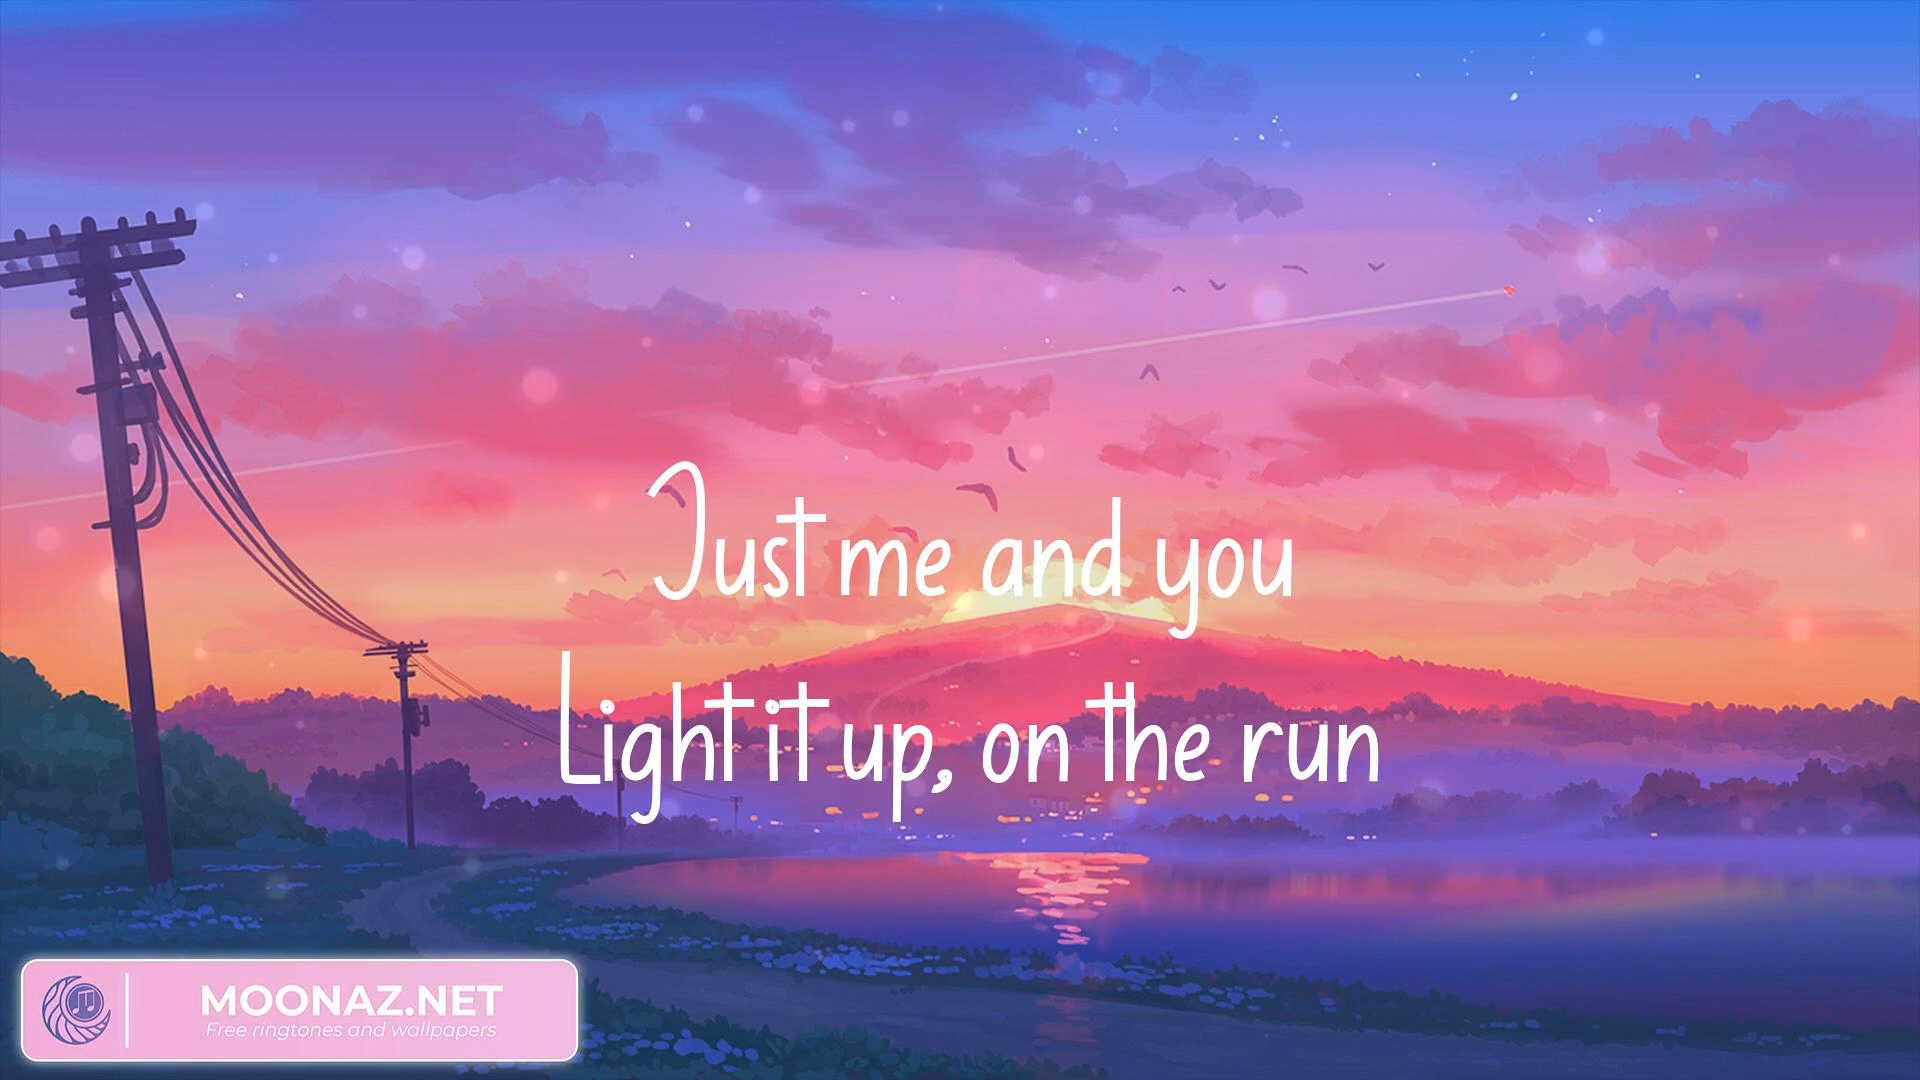 Just me and you
Light it up, on the run
MOONAZ.NET
Free ringtones and wallpapers